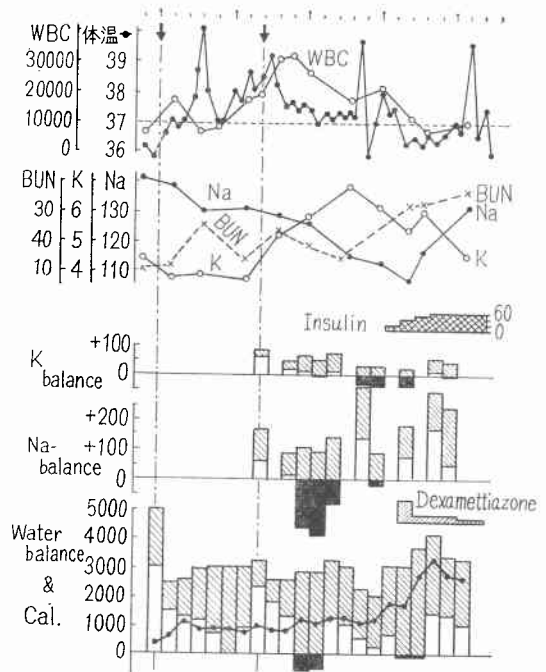 WBC 体温
30000 39
20000 38
WBC
10000 37
0 36
BUN K Na
30 6 130
40 5 120
10 4 110
Na
BUN
K
BUN
Na
K
Insulin
60
0
+100
K
0
balance
+200
Na-
+100
balance
0
Dexamettiazone
5000
4000
Water
balance
3000
&
2000
Cal.
1000
0